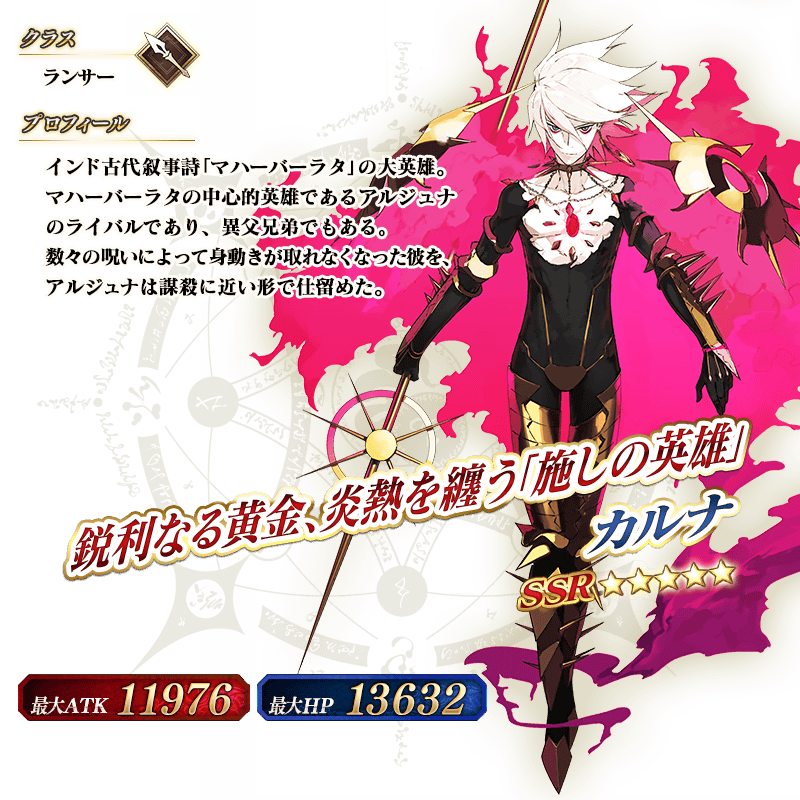 クラス
ランサー
プロフィール
インド古代叙事詩「マハーバーラタ」の大英雄。
マハーバーラタの中心的英雄であるアルジュナ
のライバルであり、異父兄弟でもある。
数々の呪いによって身動きが取れなくなった彼を、
アルジュナは謀殺に近い形で仕留めた。
鋭利なる黄金、炎熱を纏う「施しの英雄」
カルナ
SSR ★★★★★
最大ATK 11976
最大HP 13632